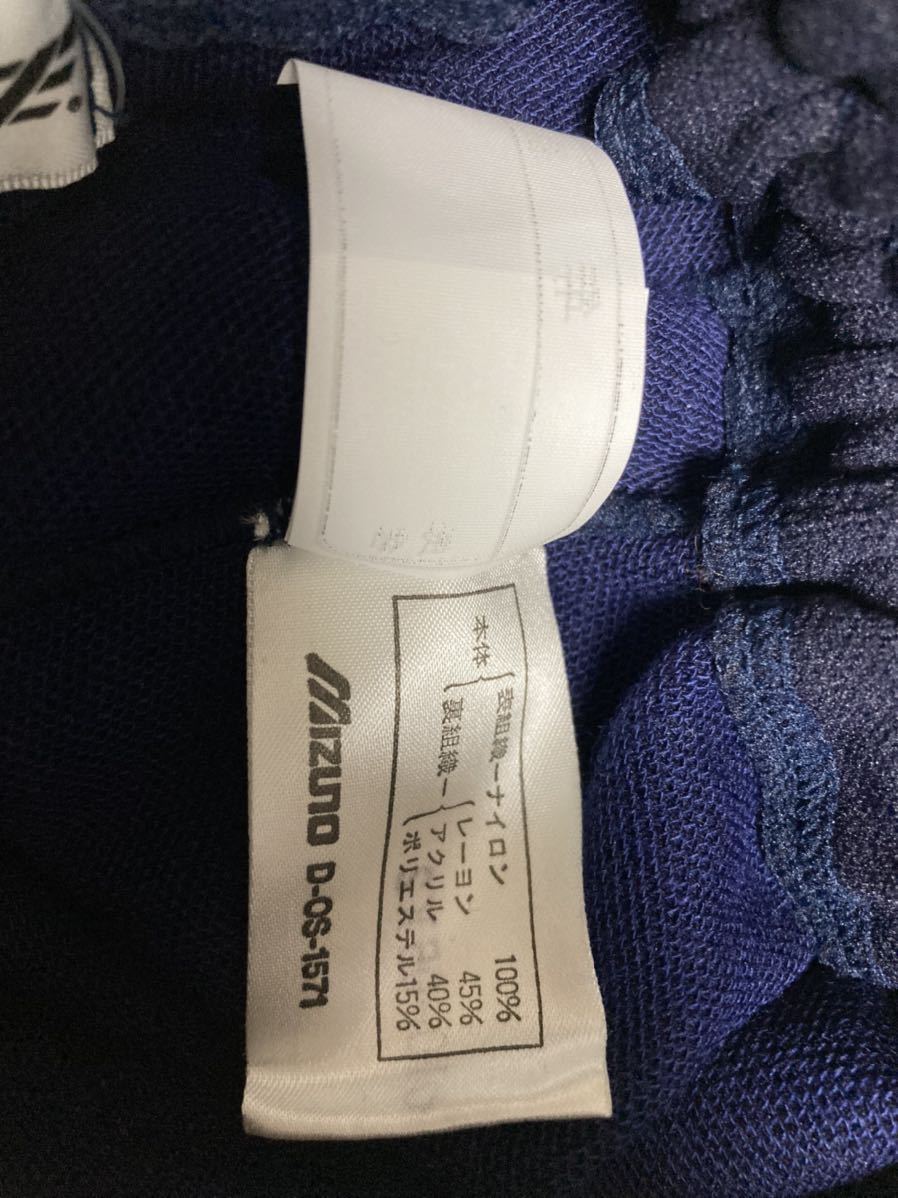 本体{表組織ーナイロン 100%
{裏組織ー{レーヨン 45%
アクリル 40%
ポリエステル15%
MIZUNO D-OS-1571